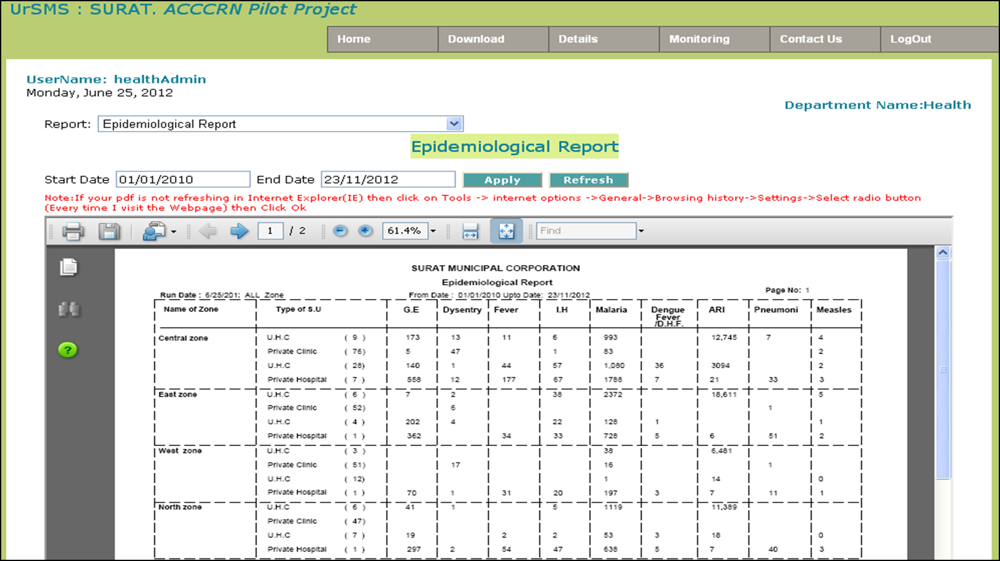 UrSMS : SURAT. ACCCRN Pilot Project
Home Download Details Monitoring Contact Us LogOut
UserName: healthAdmin
Monday, June 25, 2012
Department Name:Health
Report: Epidemiological Report
Epidemiological Report
Start Date 01/01/2010 End Date 23/11/2012 Apply Refresh
Note:If your pdf is not refreshing in Internet Explorer(IE) then click on Tools -> internet options ->General->Browsing history->Settings->Select radio button
(Every time I visit the Webpage) then Click Ok
1 / 2 61.4% Find
SURAT MUNICIPAL CORPORATION
Epidemiological Report
Page No: 1
Run Date : 6/25/201: ALL Zone From Date : 01/01/2010 Upto Date: 23/11/2012
Name of Zone Type of S.U G.E Dysentry Fever I.H Malaria Dengue ARI Pneumoni Measles
Fever
/D.H.F.
Central zone U.H.C ( 9 ) 173 13 11 6 993 12,745 7 4
Private Clinic ( 76) 5 47 1 83 2
U.H.C ( 28) 140 1 44 57 1,080 36 3094 2
Private Hospital ( 7 ) 558 12 177 67 1788 7 21 33 3
East zone U.H.C ( 6 ) 7 2 38 2372 18,611 5
Private Clinic ( 52) 6 1
U.H.C ( 4 ) 202 4 22 128 1 1
Private Hospital ( 1 ) 362 34 33 728 5 6 51 2
West zone U.H.C ( 3 ) 38 6,481
Private Clinic ( 51) 17 16 1
U.H.C ( 12) 1 14 0
Private Hospital ( 1 ) 70 1 31 20 197 3 7 11 1
North zone U.H.C ( 6 ) 41 1 5 1119 11,389
Private Clinic ( 47)
U.H.C ( 7 ) 19 2 2 53 3 18 0
Private Hospital ( 1 ) 297 2 54 47 638 5 7 40 3